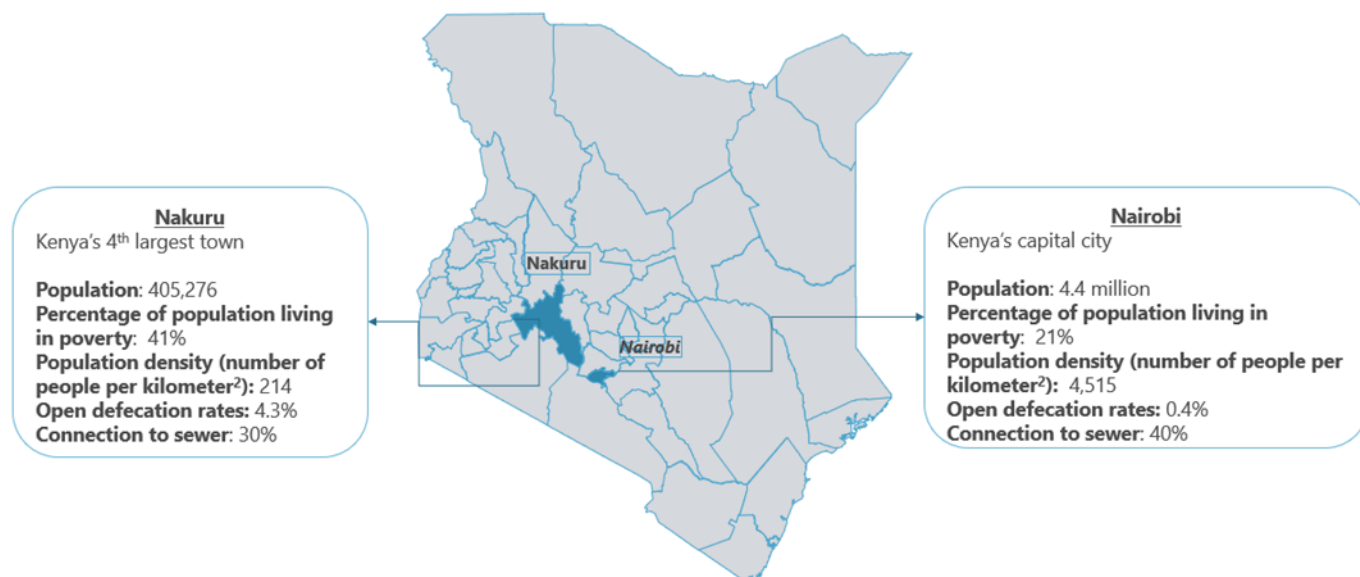 Nakuru
Kenya's 4th largest town
Population: 405,276
Percentage of population living
in poverty: 41%
Population density (number of
people per kilometer²): 214
Open defecation rates: 4.3%
Connection to sewer: 30%
Nakuru
Nairobi
Nairobi
Kenya's capital city
Population: 4.4 million
Percentage of population living in
poverty: 21%
Population density (number of people per
kilometer²): 4,515
Open defecation rates: 0.4%
Connection to sewer: 40%